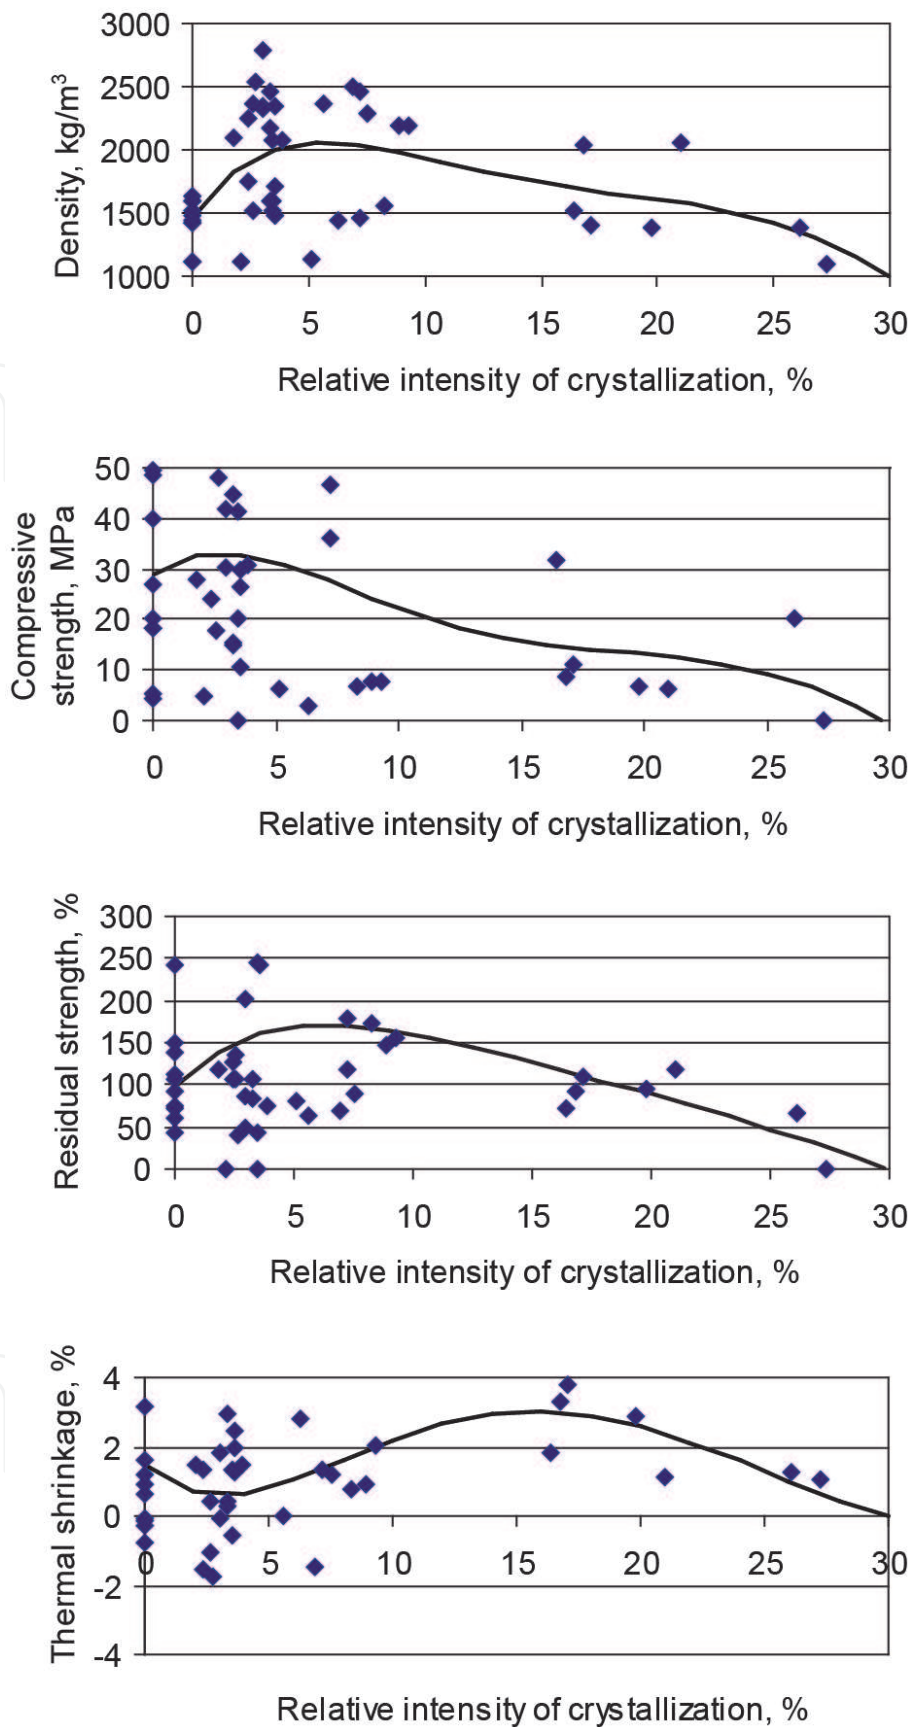 Density, kg/m³
3000
2500
2000
1500
1000
0 5 10 15 20 25 30
Relative intensity of crystallization, %
Compressive
strength, MPa
50
40
30
20
10
0
0 5 10 15 20 25 30
Relative intensity of crystallization, %
Residual strength, %
300
250
200
150
100
50
0
0 5 10 15 20 25 30
Relative intensity of crystallization, %
Thermal shrinkage, %
4
2
0
0 5 10 15 20 25 30
-2
-4
Relative intensity of crystallization, %